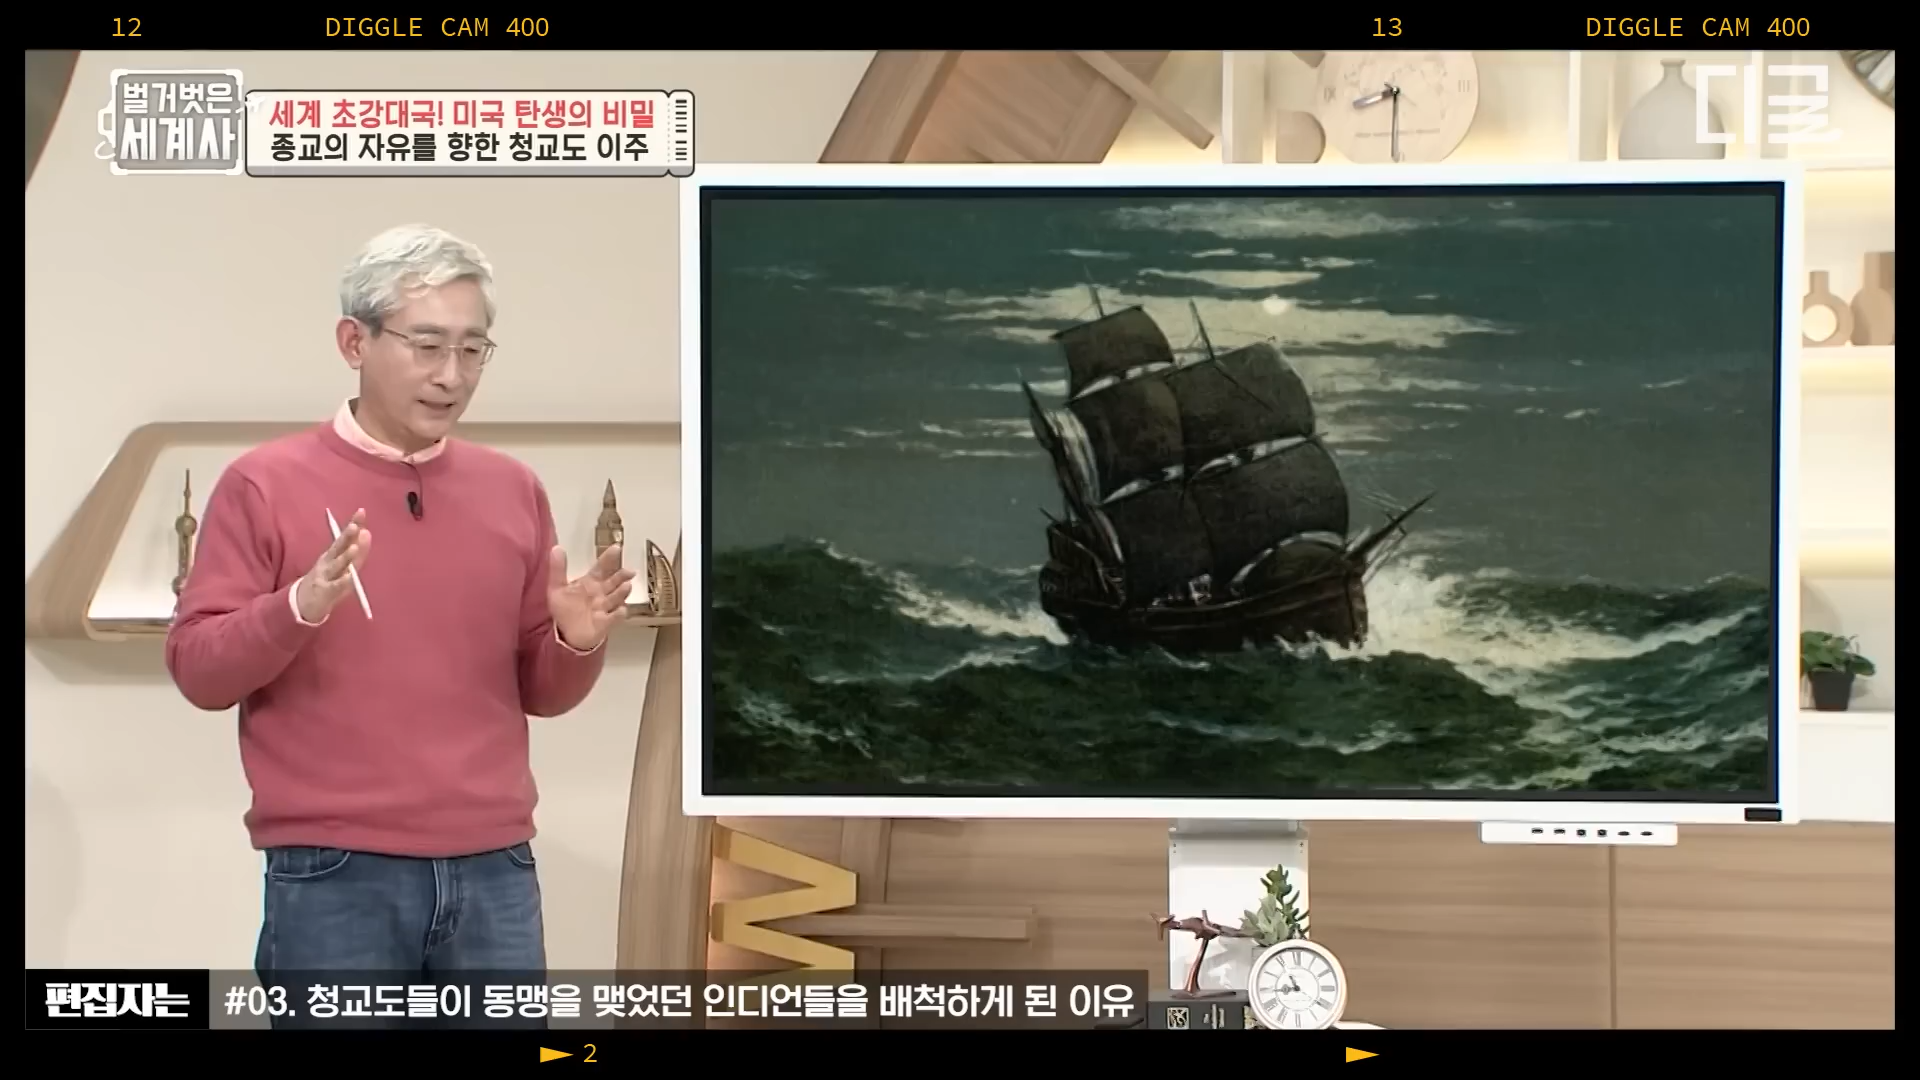 12 DIGGLE CAM 400 13 DIGGLE CAM 400
벌거벗은
세계사
세계 초강대국! 미국 탄생의 비밀
종교의 자유를 향한 청교도 이주
디글
편집자는 #03. 청교도들이 동맹을 맺었던 인디언들을 배척하게 된 이유
2